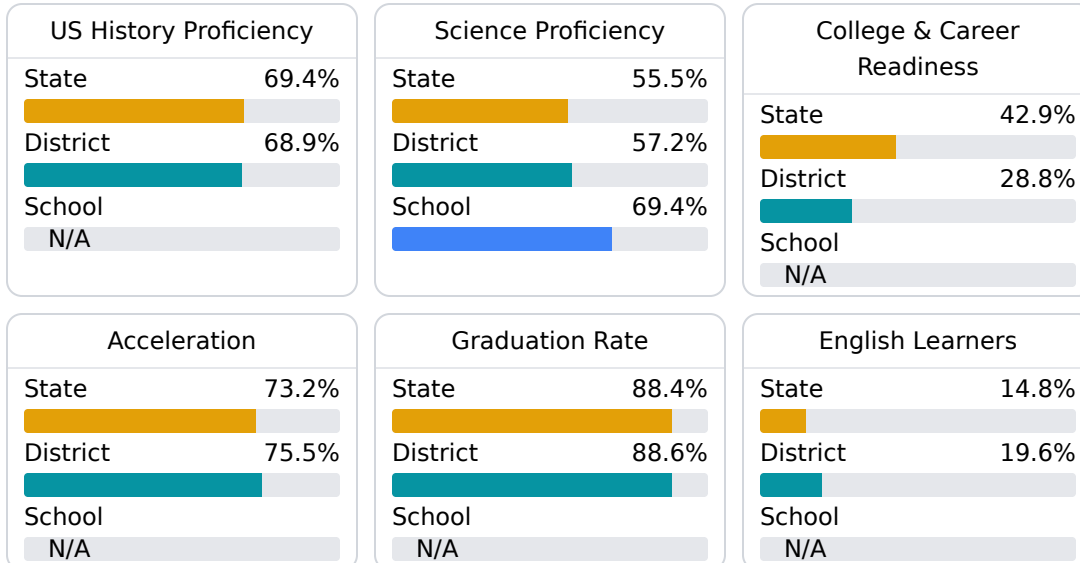 US History Proficiency
State 69.4%
District 68.9%
School
N/A
Science Proficiency
State 55.5%
District 57.2%
School 69.4%
College & Career
Readiness
State 42.9%
District 28.8%
School
N/A
Acceleration
State 73.2%
District 75.5%
School
N/A
Graduation Rate
State 88.4%
District 88.6%
School
N/A
English Learners
State 14.8%
District 19.6%
School
N/A